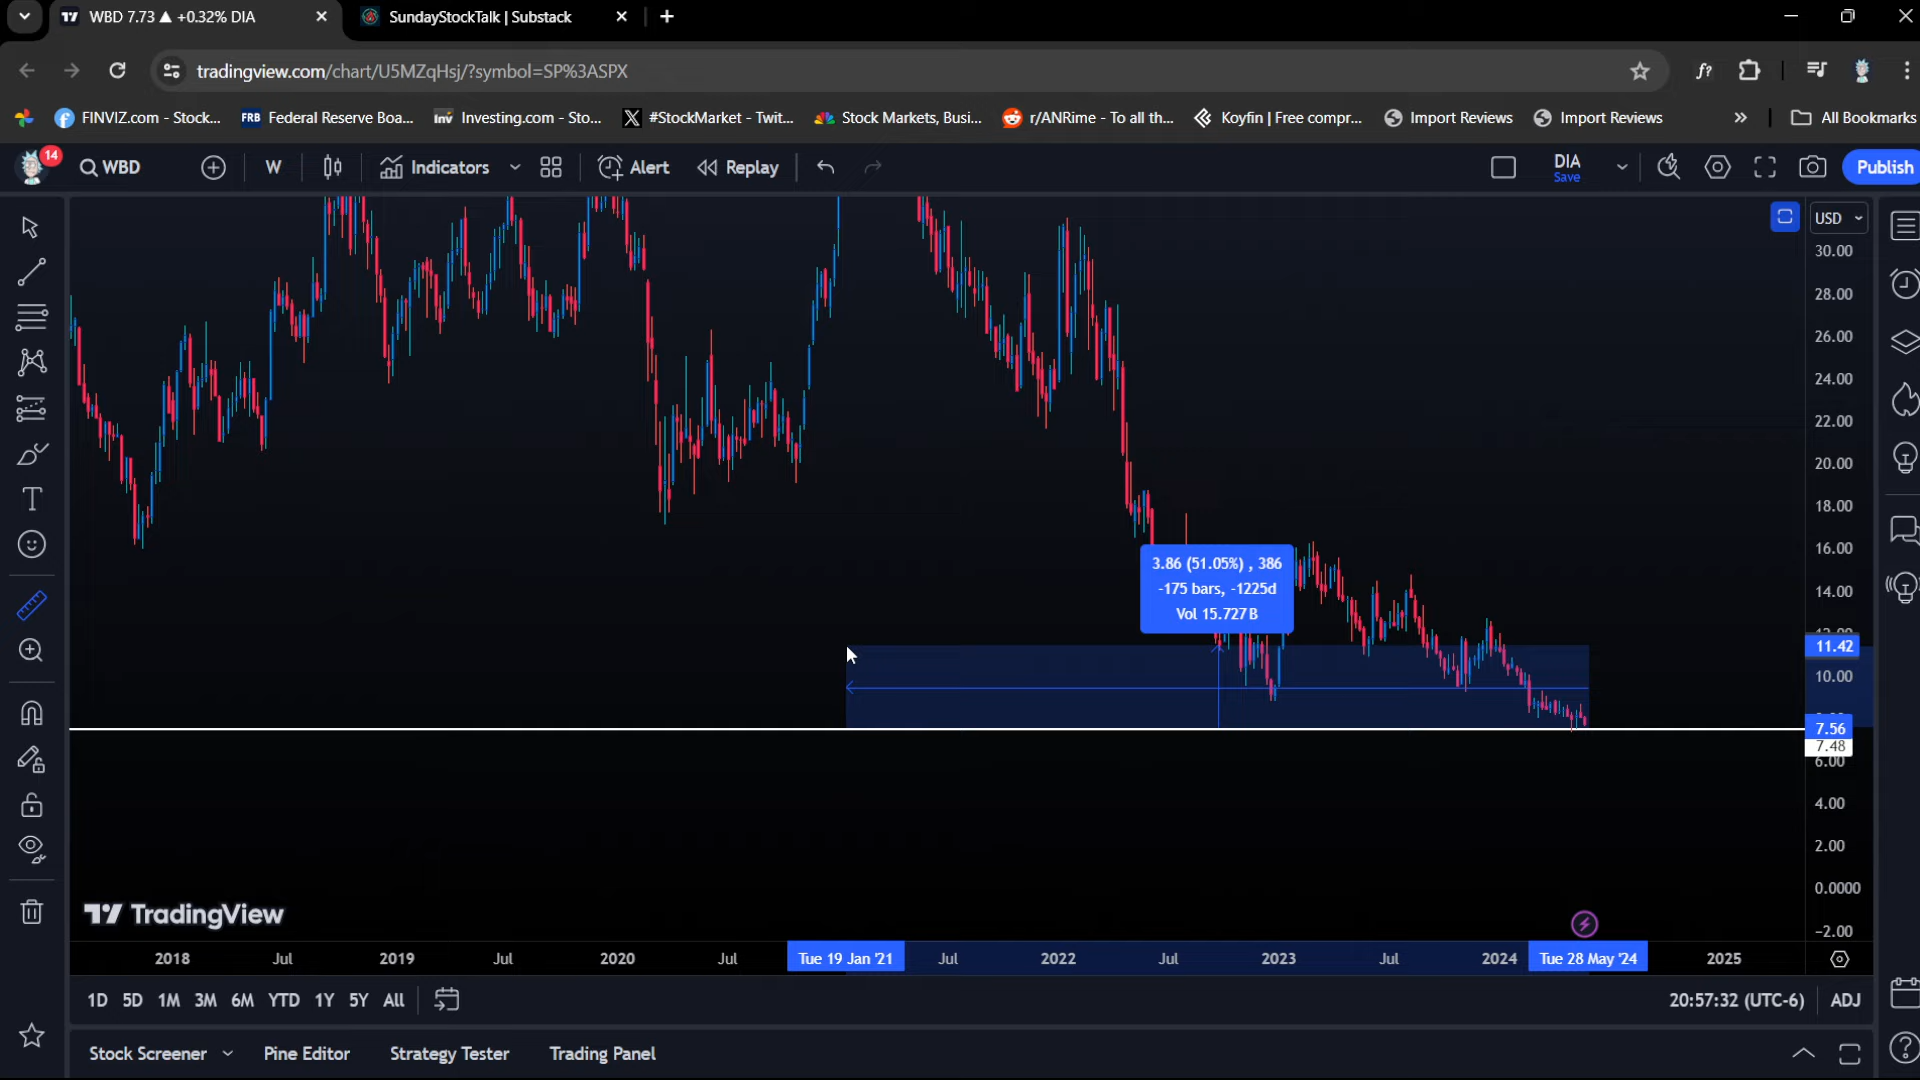 WBD 7.73 ▲ +0.32% DIA
SundayStockTalk | Substack
tradingview.com/chart/U5MZqHsj/?symbol=SP%3ASPX
f?
FINVIZ.com - Stock...
FRB Federal Reserve Boa...
Inv Investing.com - Sto...
#StockMarket - Twit...
Stock Markets, Busi...
r/ANRime - To all th...
Koyfin | Free compr...
Import Reviews
Import Reviews
»
All Bookmarks
14
WBD
W
Indicators
Alert
Replay
DIA
Save
Publish
USD
30.00
28.00
26.00
24.00
22.00
20.00
18.00
16.00
14.00
11.42
10.00
7.56
7.48
6.00
4.00
2.00
0.0000
−2.00
3.86 (51.05%) , 386
-175 bars, -1225d
Vol 15.727 B
TradingView
2018
Jul
2019
Jul
2020
Jul
Tue 19 Jan '21
Jul
2022
Jul
2023
Jul
2024
Tue 28 May '24
2025
1D 5D 1M 3M 6M YTD 1Y 5Y All
20:57:32 (UTC-6)
ADJ
Stock Screener
Pine Editor
Strategy Tester
Trading Panel